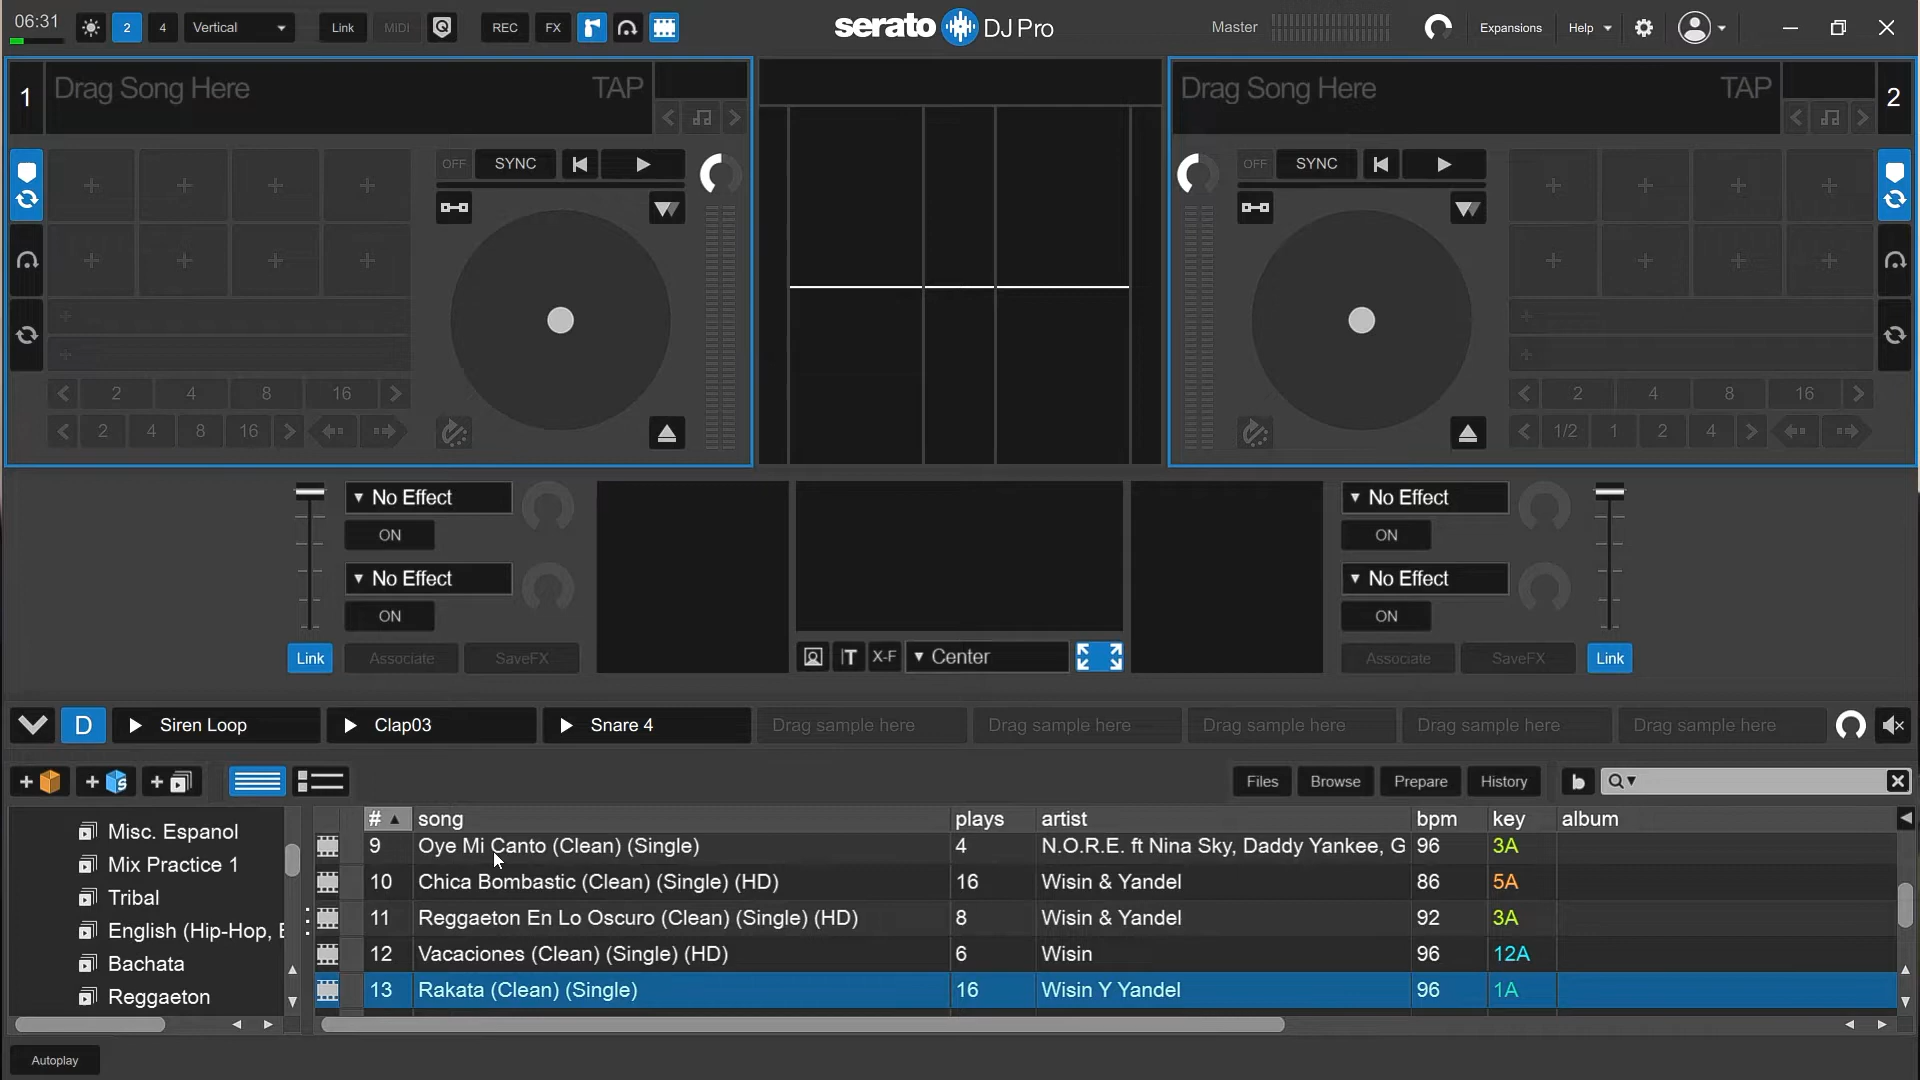 06:31
2
4
Vertical
Link
MIDI
REC
FX
serato DJ Pro
Master
Expansions
Help
1
Drag Song Here
TAP
Drag Song Here
TAP
2
OFF
SYNC
OFF
SYNC
2 4 8 16
2 4 8 16
2 4 8 16
1/2 1 2 4
No Effect
ON
No Effect
ON
Link
Associate
SaveFX
T
X-F
Center
No Effect
ON
No Effect
ON
Associate
SaveFX
Link
D
Siren Loop
Clap03
Snare 4
Drag sample here
Drag sample here
Drag sample here
Drag sample here
Drag sample here
Files
Browse
Prepare
History
b
Misc. Espanol
Mix Practice 1
Tribal
English (Hip-Hop, E
Bachata
Reggaeton
# song plays artist bpm key album
9 Oye Mi Canto (Clean) (Single) 4 N.O.R.E. ft Nina Sky, Daddy Yankee, G 96 3A
10 Chica Bombastic (Clean) (Single) (HD) 16 Wisin & Yandel 86 5A
11 Reggaeton En Lo Oscuro (Clean) (Single) (HD) 8 Wisin & Yandel 92 3A
12 Vacaciones (Clean) (Single) (HD) 6 Wisin 96 12A
13 Rakata (Clean) (Single) 16 Wisin Y Yandel 96 1A
Autoplay